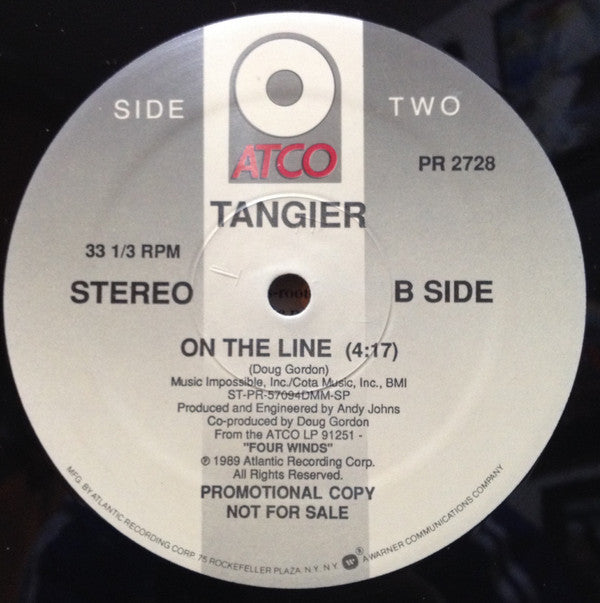 SIDE TWO
ATCO
PR 2728
TANGIER
33 1/3 RPM
STEREO B SIDE
ON THE LINE (4:17)
(Doug Gordon)
Music Impossible, Inc./Cota Music, Inc., BMI
ST-PR-57094DMM-SP
Produced and Engineered by Andy Johns
Co-produced by Doug Gordon
From the ATCO LP 91251 -
"FOUR WINDS"
℗ 1989 Atlantic Recording Corp.
All Rights Reserved.
PROMOTIONAL COPY
NOT FOR SALE
MFG. BY ATLANTIC RECORDING CORP. 75 ROCKEFELLER PLAZA, N.Y. N.Y. ® A WARNER COMMUNICATIONS COMPANY